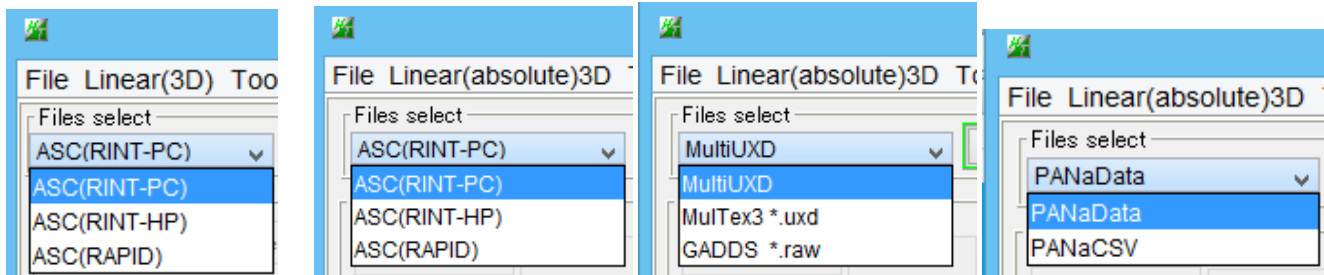 File Linear(3D) Too
Files select
ASC(RINT-PC)
ASC(RINT-PC)
ASC(RINT-HP)
ASC(RAPID)
File Linear(absolute)3D
Files select
ASC(RINT-PC)
ASC(RINT-PC)
ASC(RINT-HP)
ASC(RAPID)
File Linear(absolute)3D To
Files select
MultiUXD
MultiUXD
MulTex3 *.uxd
GADDS *.raw
File Linear(absolute)3D
Files select
PANaData
PANaData
PANaCSV